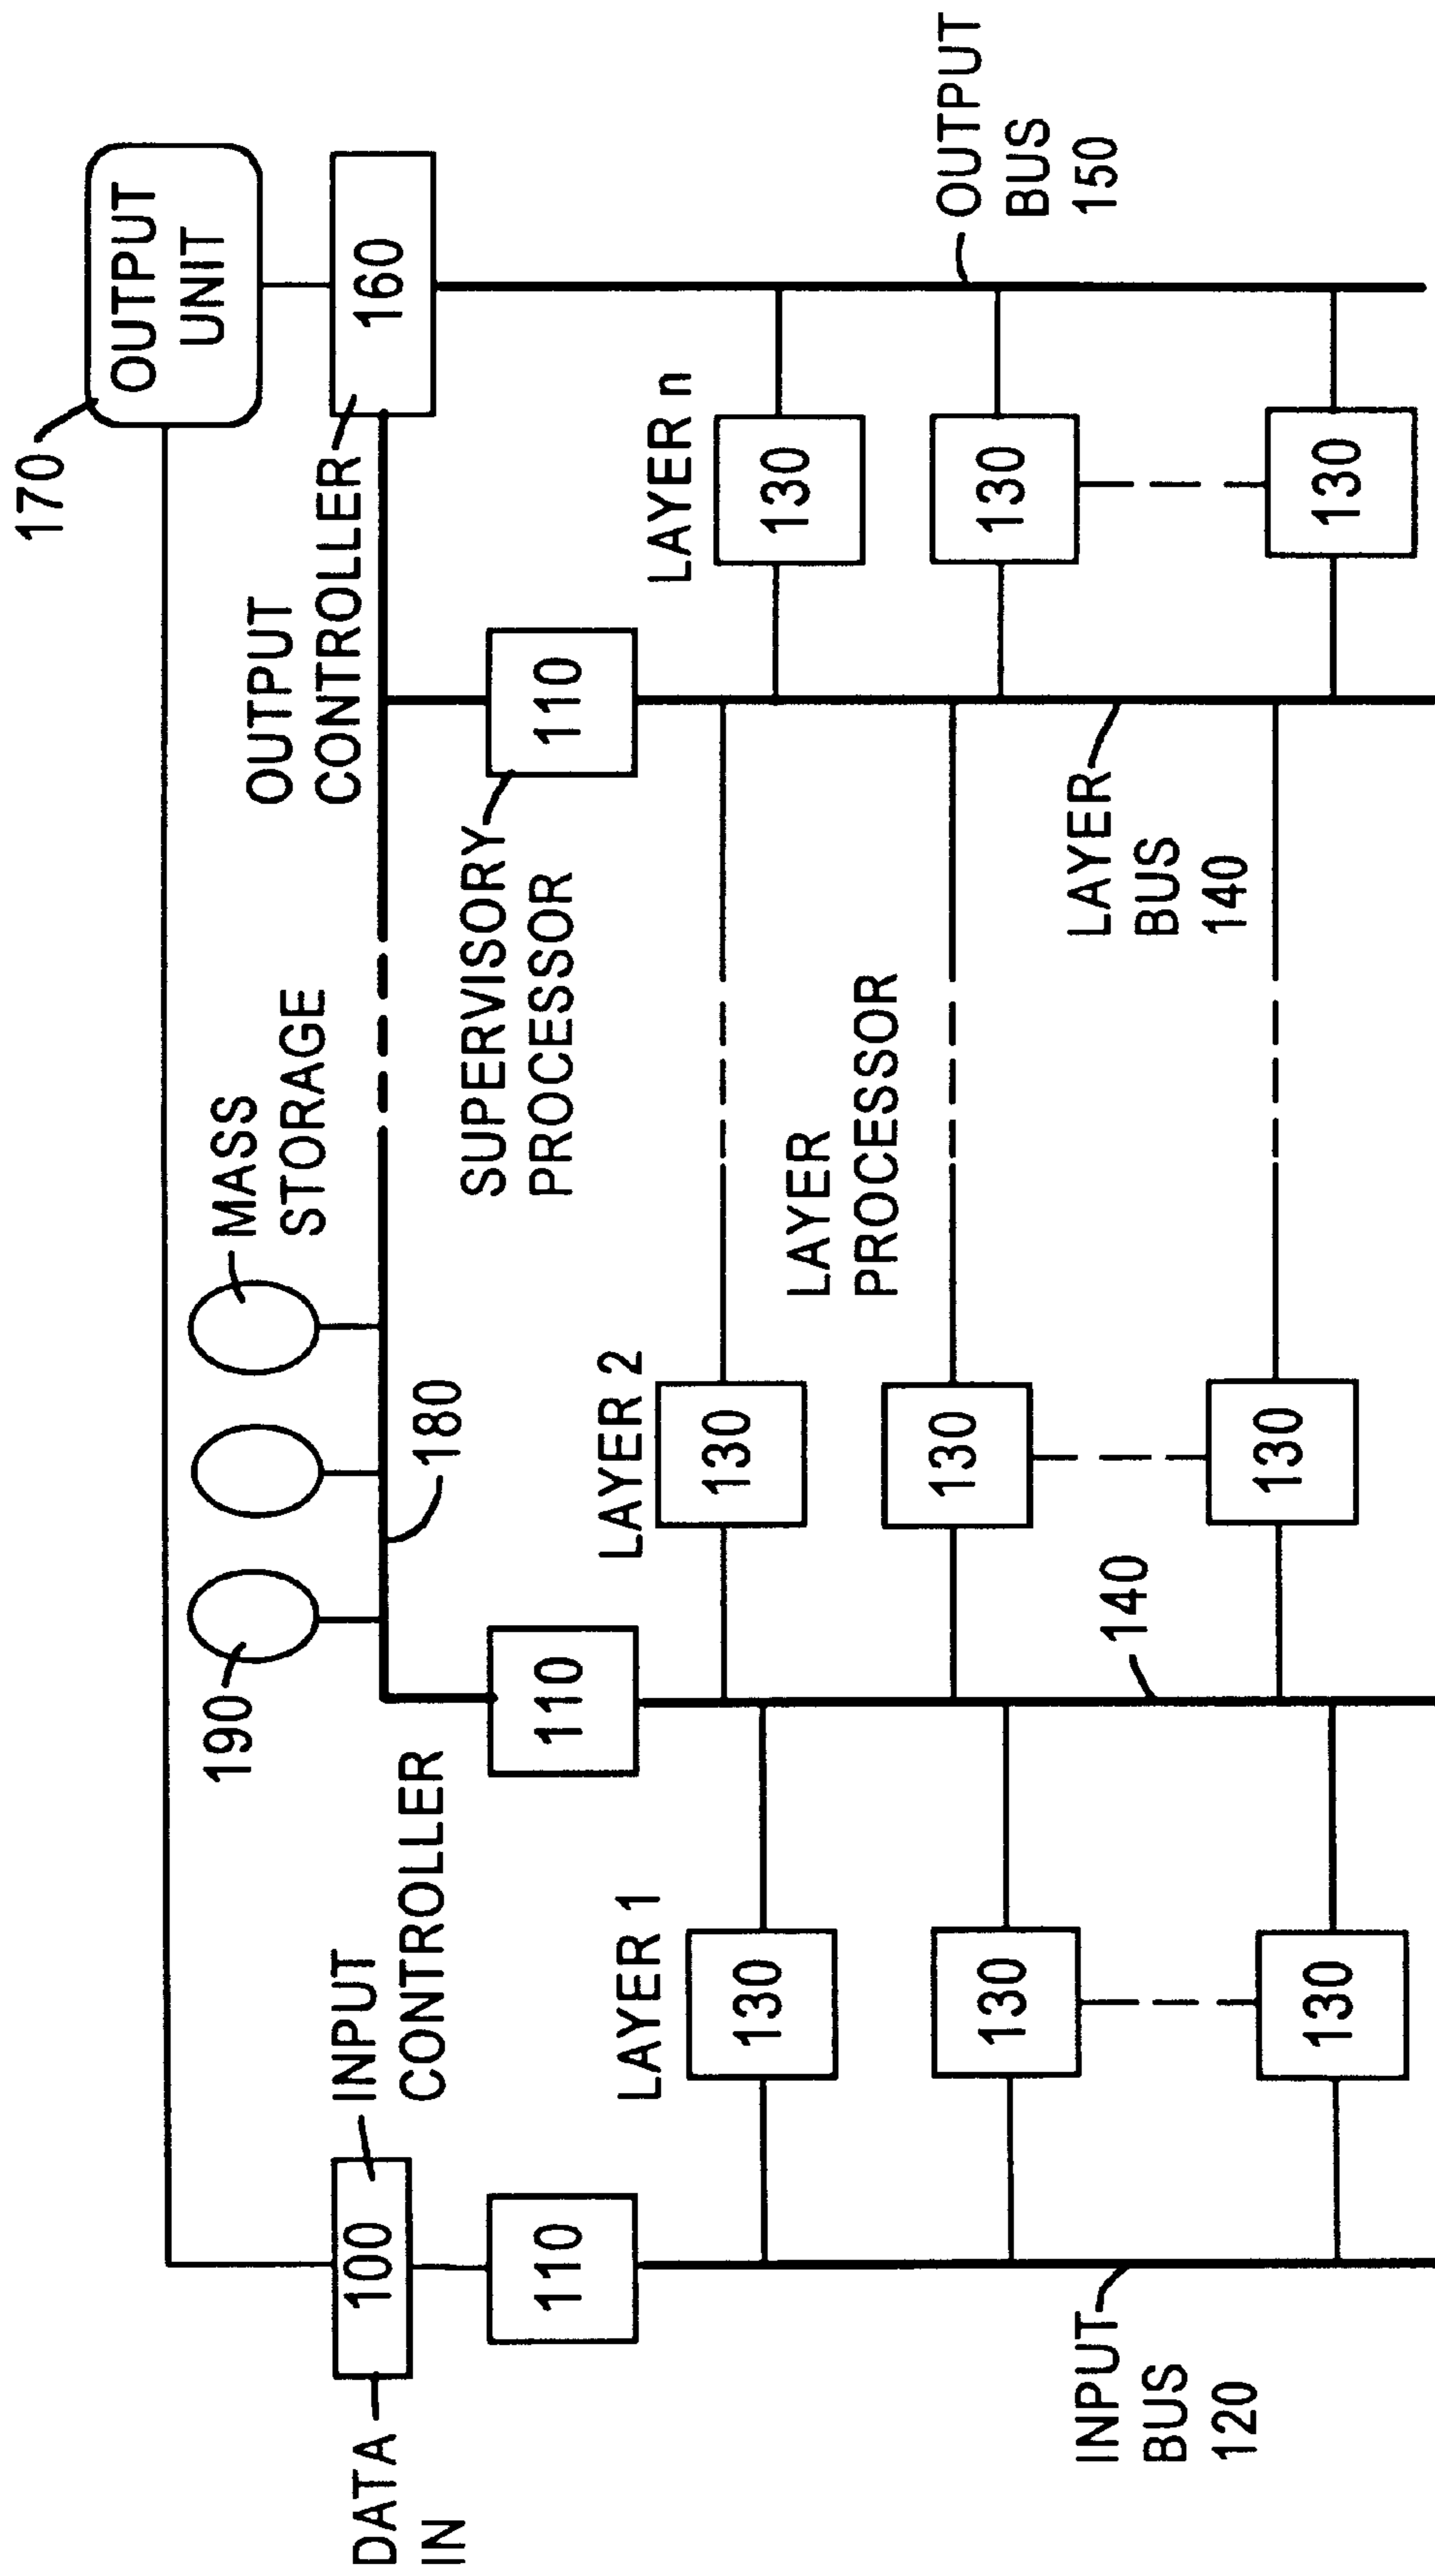 170
OUTPUT
UNIT
OUTPUT
CONTROLLER
160
MASS
STORAGE
190
180
INPUT
CONTROLLER
100
DATA
IN
110
110
SUPERVISORY
PROCESSOR
110
LAYER 1
LAYER 2
LAYER n
130
130
130
LAYER
PROCESSOR
130
130
130
130
130
130
INPUT
BUS
120
140
LAYER
BUS
140
OUTPUT
BUS
150